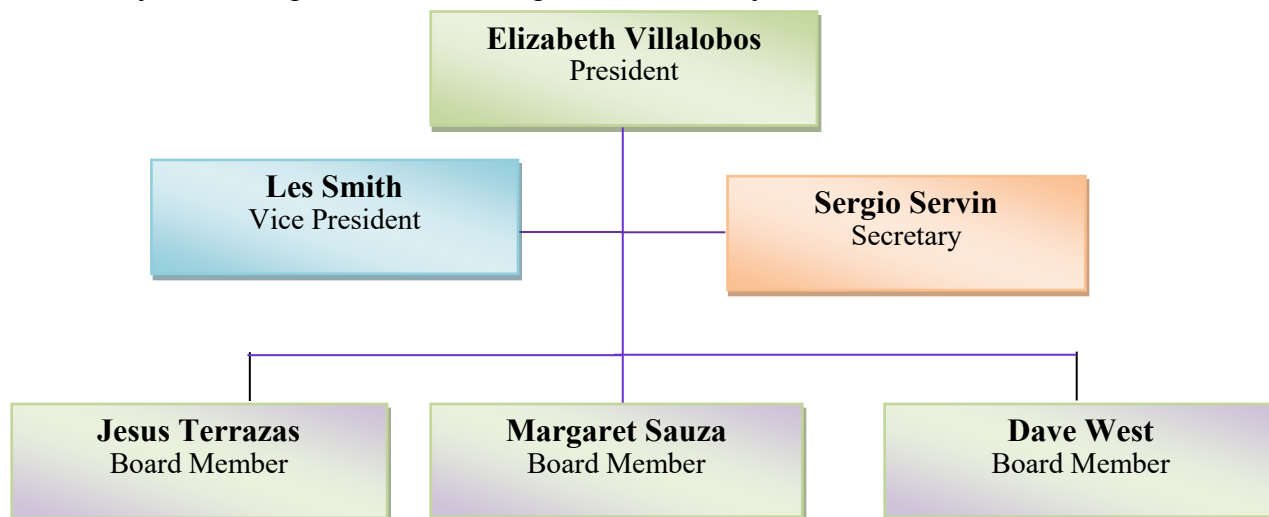 Elizabeth Villalobos
President
Les Smith
Vice President
Sergio Servin
Secretary
Jesus Terrazas
Board Member
Margaret Sauza
Board Member
Dave West
Board Member